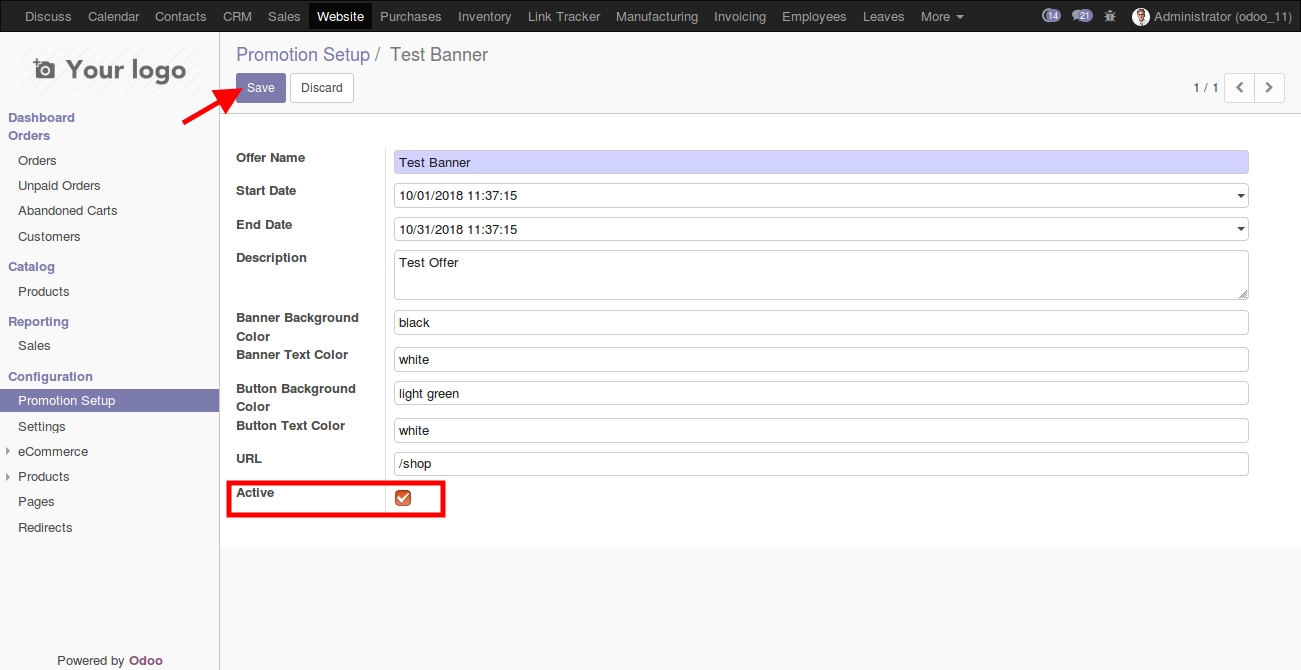 Discuss Calendar Contacts CRM Sales Website Purchases Inventory Link Tracker Manufacturing Invoicing Employees Leaves More 14 21 Administrator (odoo_11)
Your logo
Dashboard
Orders
Orders
Unpaid Orders
Abandoned Carts
Customers
Catalog
Products
Reporting
Sales
Configuration
Promotion Setup
Settings
eCommerce
Products
Pages
Redirects
Powered by Odoo
Promotion Setup / Test Banner
Save Discard 1 / 1
Offer Name Test Banner
Start Date 10/01/2018 11:37:15
End Date 10/31/2018 11:37:15
Description Test Offer
Banner Background
Color black
Banner Text Color white
Button Background
Color light green
Button Text Color white
URL /shop
Active